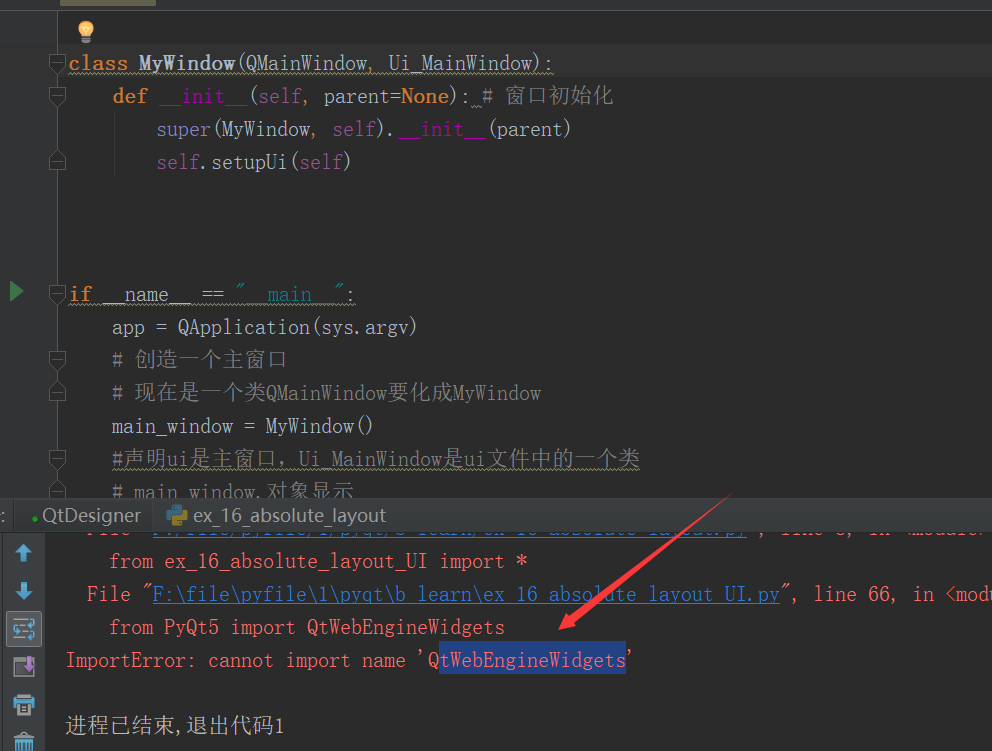 class MyWindow(QMainWindow, Ui_MainWindow):
def __init__(self, parent=None): # 窗口初始化
super(MyWindow, self).__init__(parent)
self.setupUi(self)
if __name__ == "__main__":
app = QApplication(sys.argv)
# 创造一个主窗口
# 现在是一个类QMainWindow要化成MyWindow
main_window = MyWindow()
#声明ui是主窗口，Ui_MainWindow是ui文件中的一个类
# main_window.对象显示
: QtDesigner ex_16_absolute_layout
from ex_16_absolute_layout_UI import *
File "F:\file\pyfile\1\pyqt\b_learn\ex_16_absolute_layout_UI.py", line 66, in <modu
from PyQt5 import QtWebEngineWidgets
ImportError: cannot import name 'QtWebEngineWidgets'
进程已结束,退出代码1